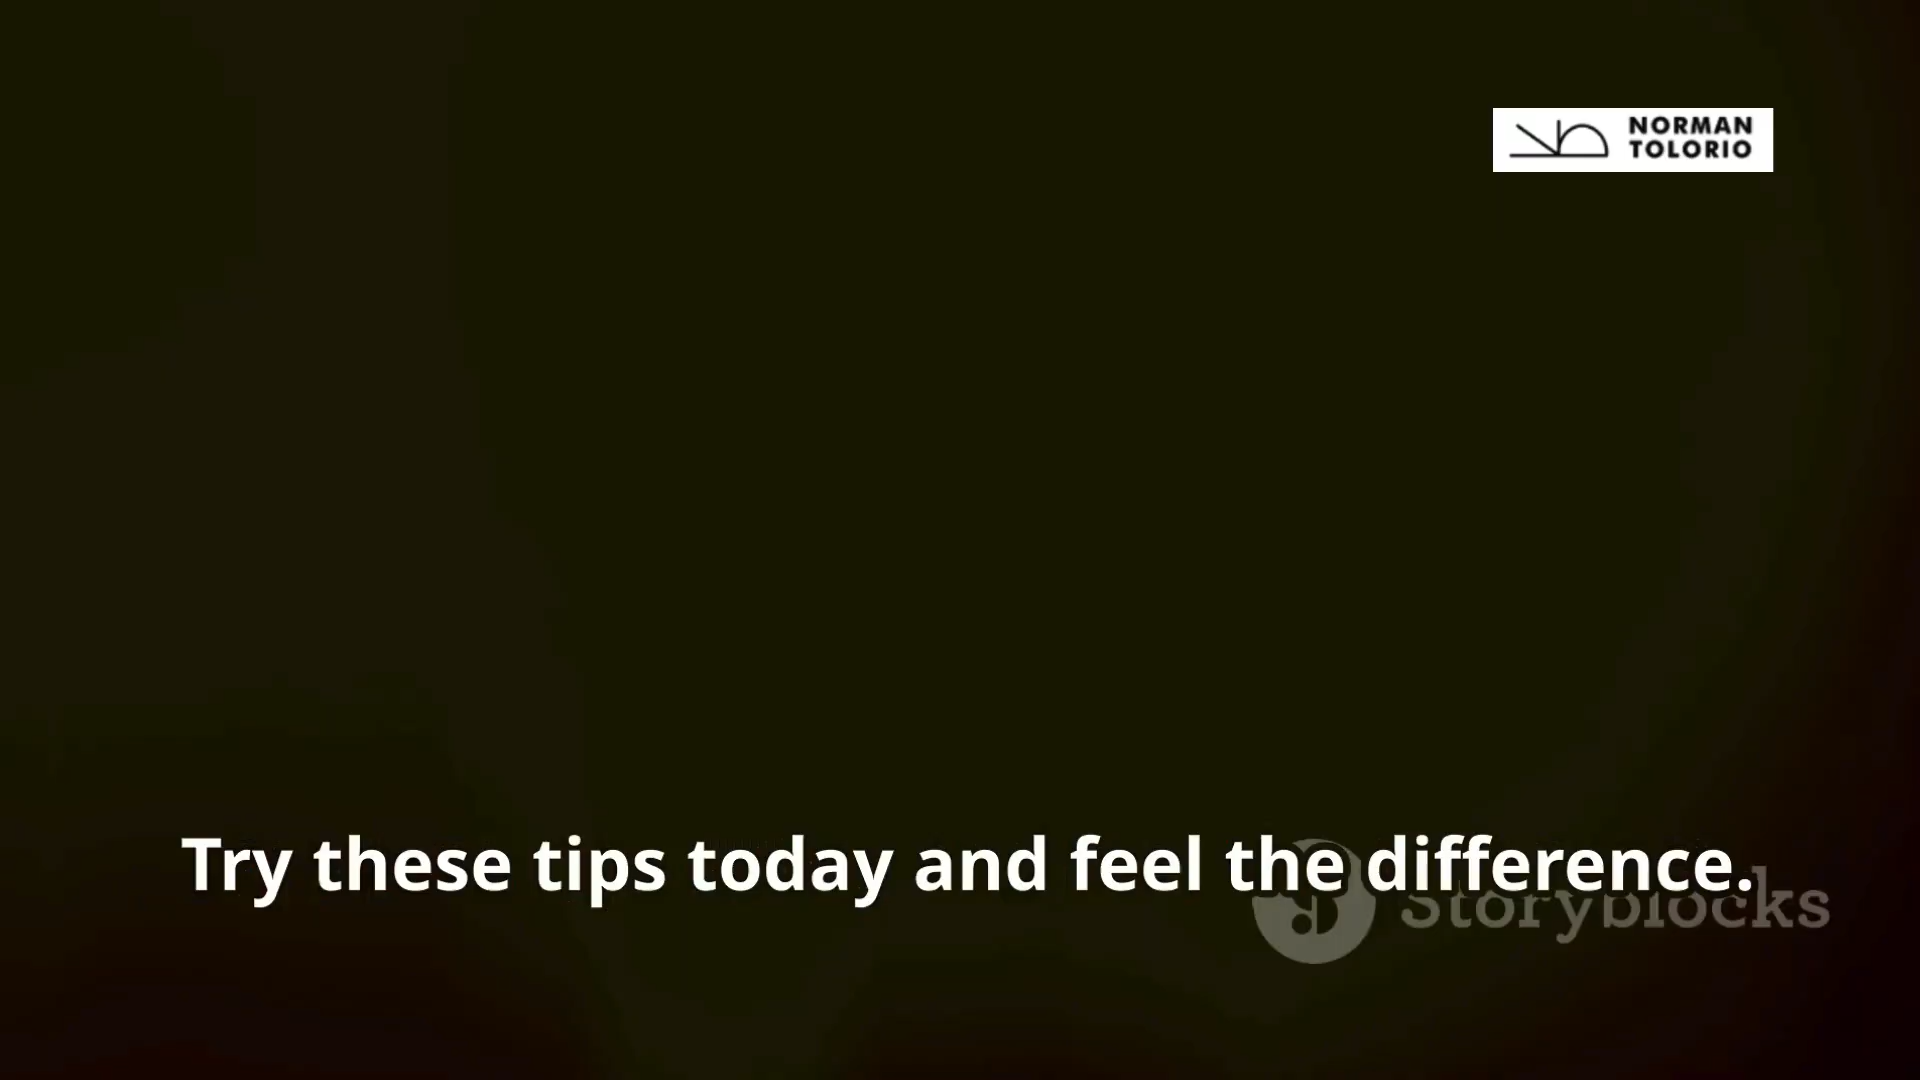 NORMAN
TOLORIO
Try these tips today and feel the difference.
Storyblocks